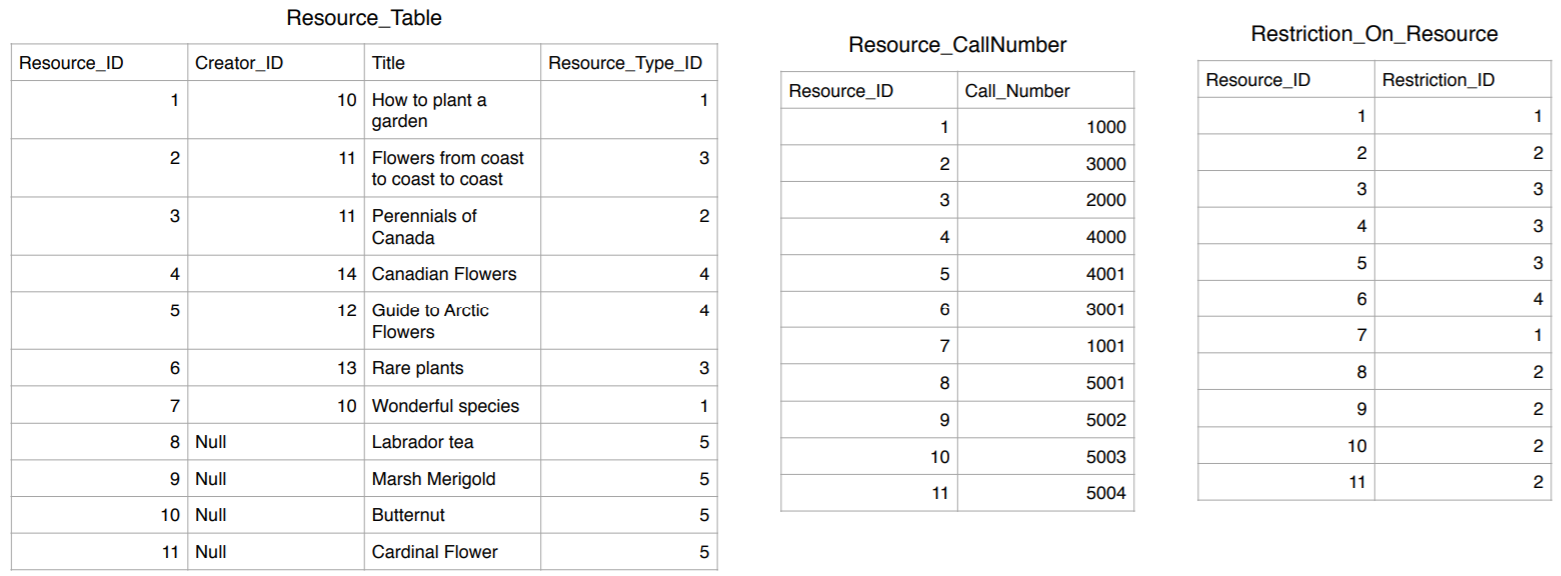 Resource_Table
Resource_ID Creator_ID Title Resource_Type_ID
1 10 How to plant a 1
garden
2 11 Flowers from coast 3
to coast to coast
3 11 Perennials of 2
Canada
4 14 Canadian Flowers 4
5 12 Guide to Arctic 4
Flowers
6 13 Rare plants 3
7 10 Wonderful species 1
8 Null Labrador tea 5
9 Null Marsh Merigold 5
10 Null Butternut 5
11 Null Cardinal Flower 5
Resource_CallNumber
Resource_ID Call_Number
1 1000
2 3000
3 2000
4 4000
5 4001
6 3001
7 1001
8 5001
9 5002
10 5003
11 5004
Restriction_On_Resource
Resource_ID Restriction_ID
1 1
2 2
3 3
4 3
5 3
6 4
7 1
8 2
9 2
10 2
11 2